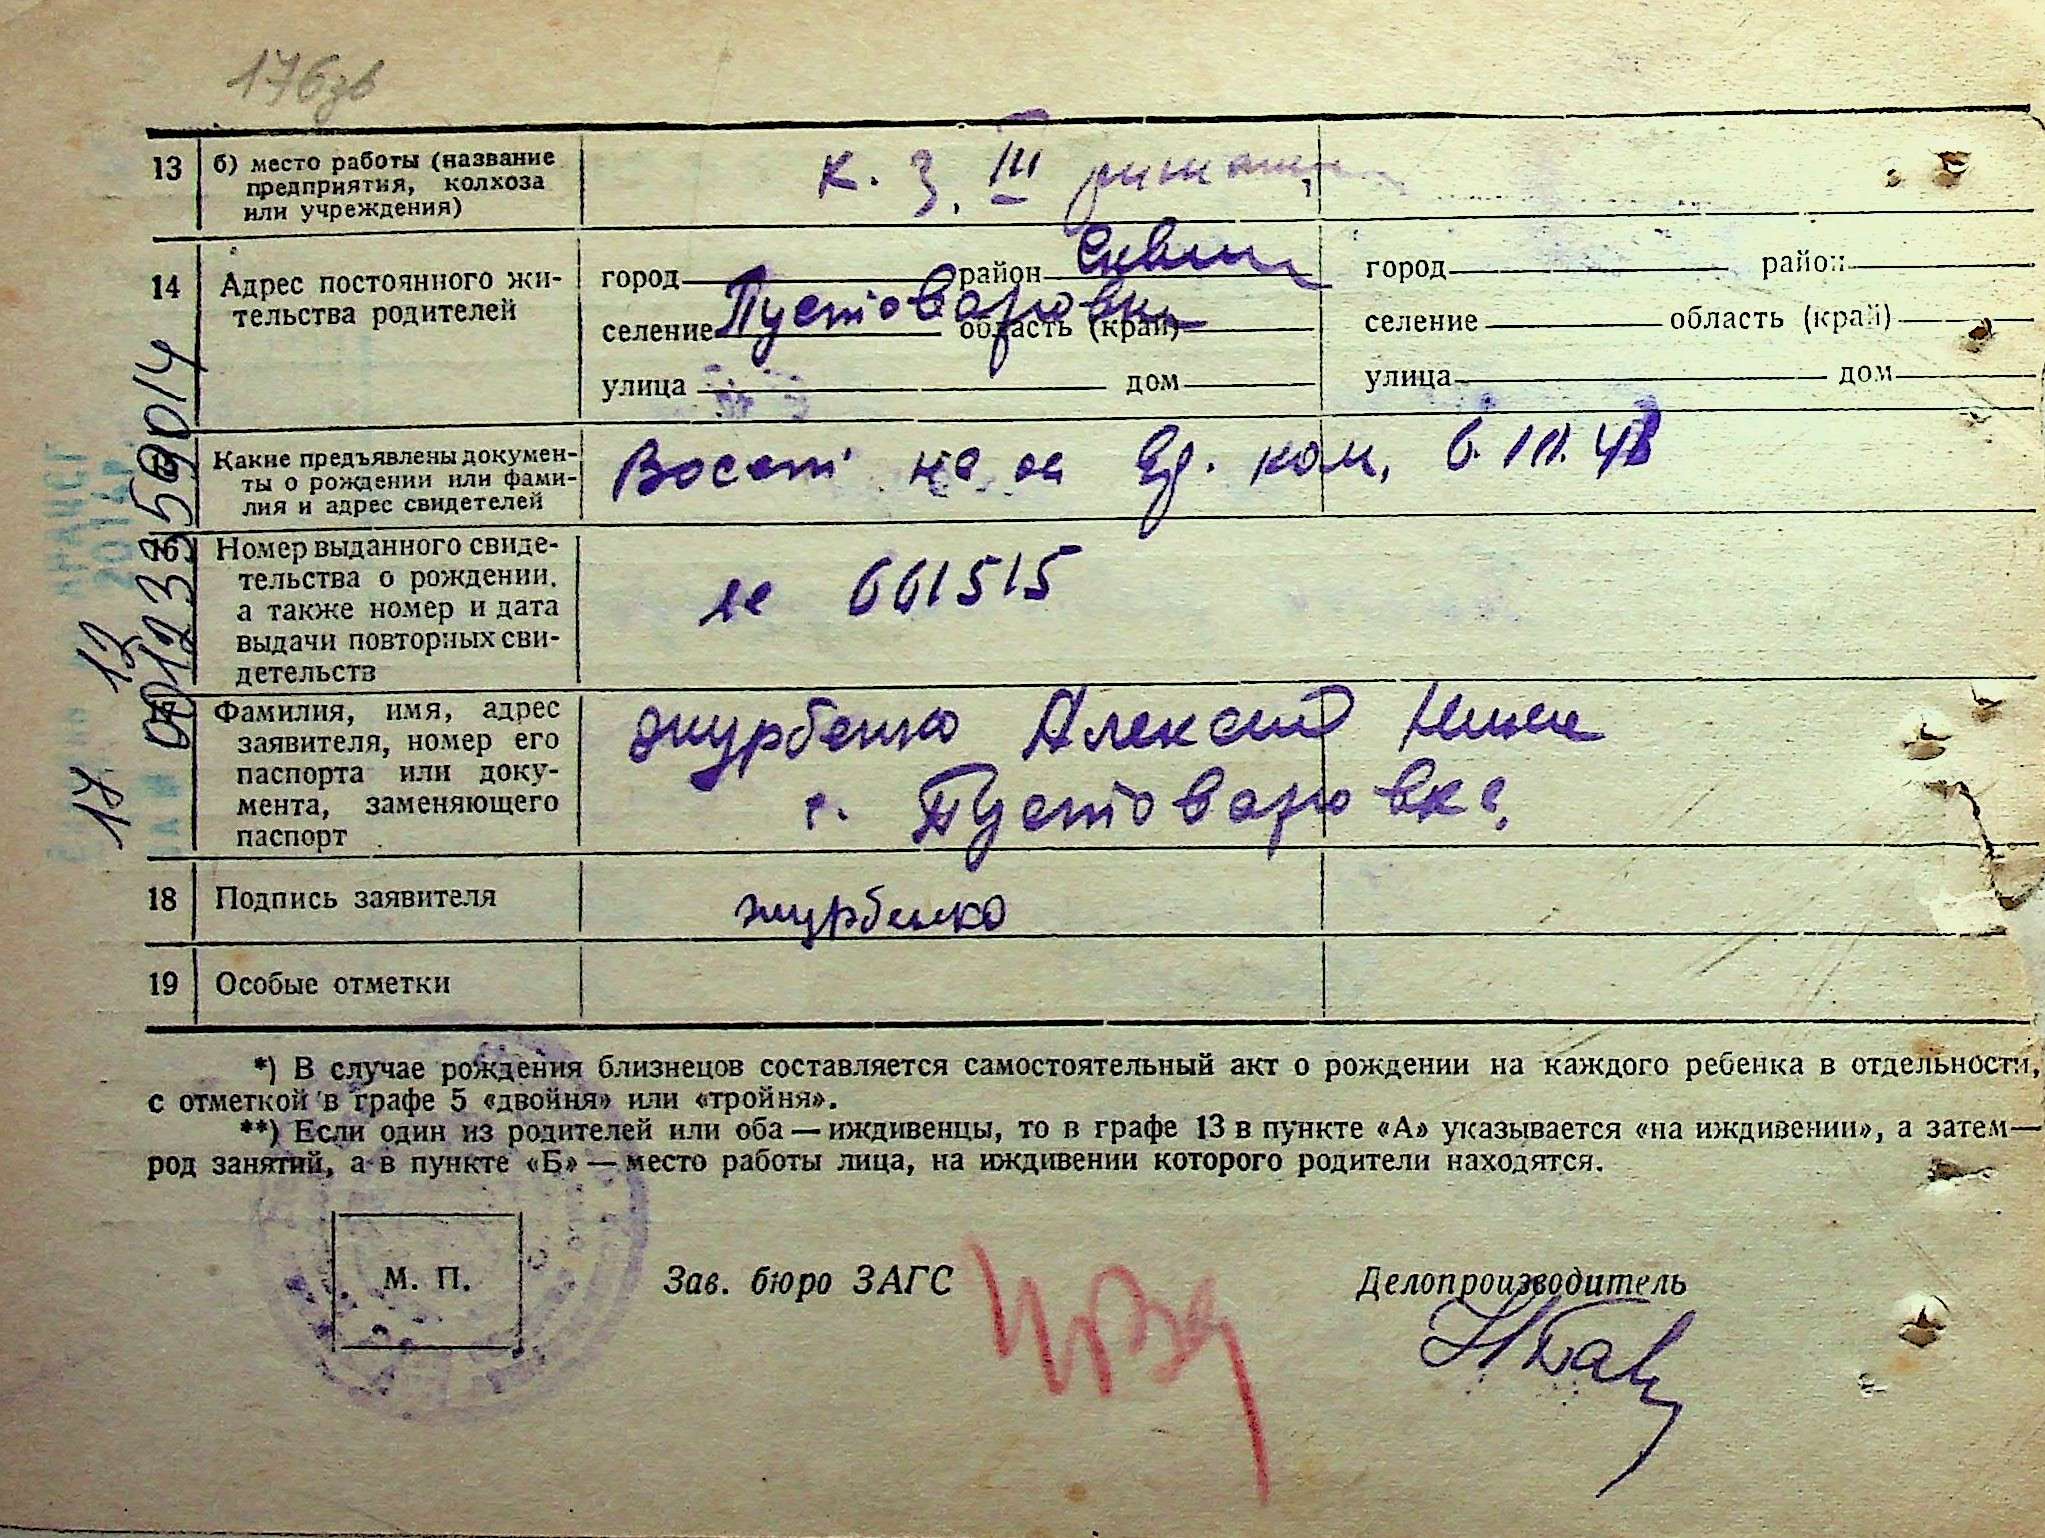 176зв
13 б) место работы (название
предприятия, колхоза
или учреждения)
к. з. III
14 Адрес постоянного жи-
тельства родителей
город район Сквир
селение Пустоваровка область (край)
улица дом
город район
селение область (край)
улица дом
Какие предъявлены докумен-
ты о рождении или фами-
лия и адрес свидетелей
Восст на ос ком. 6.III.48
16 Номер выданного свиде-
тельства о рождении,
а также номер и дата
выдачи повторных сви-
детельств
№ 661515
Фамилия, имя, адрес
заявителя, номер его
паспорта или доку-
мента, заменяющего
паспорт
Журбенко Алексей
с. Пустоваровка
18 Подпись заявителя
Журбенко
19 Особые отметки
0012 3359014
17 12
*) В случае рождения близнецов составляется самостоятельный акт о рождении на каждого ребенка в отдельности,
с отметкой в графе 5 «двойня» или «тройня».
**) Если один из родителей или оба — иждивенцы, то в графе 13 в пункте «А» указывается «на иждивении», а затем—
род занятий, а в пункте «Б» — место работы лица, на иждивении которого родители находятся.
М. П.
Зав. бюро ЗАГС
Делопроизводитель